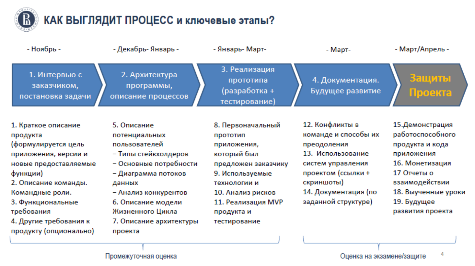 КАК ВЫГЛЯДИТ ПРОЦЕСС и ключевые этапы?
- Ноябрь -
- Декабрь- Январь -
- Январь- Март-
- Март-
- Март/Апрель -
1. Интервью с
заказчиком,
постановка задачи
2. Архитектура
программы,
описание процессов
3. Реализация
прототипа
(разработка +
тестирование)
4. Документация.
Будущее развитие
Защиты
Проекта
1. Краткое описание
продукта
(формулируется цель
приложения, версии и
новые предоставляемые
функции)
2. Описание команды.
Командные роли.
3. Функциональные
требования
4. Другие требования к
продукту (опционально)
5. Описание
потенциальных
пользователей
– Типы стейкхолдеров
– Основные потребности
– Диаграмма потоков
данных
– Анализ конкурентов
6. Описание модели
Жизненного Цикла
7. Описание архитектуры
проекта
8. Первоначальный
прототип
приложения,
который был
предложен заказчику
9. Используемые
технологии и
10. Анализ рисков
11. Реализация MVP
продукта и
тестирование
12. Конфликты в
команде и способы их
преодоления
13. Использование
систем управления
проектом (ссылки +
скриншоты)
14. Документация (по
заданной структуре)
15.Демонстрация
работоспособного
продукта и кода
приложения
16. Монетизация
17 Отчеты о
взаимодействии
18. Выученные уроки
19. Будущее
развития проекта
Промежуточная оценка
Оценка на экзамене/защите